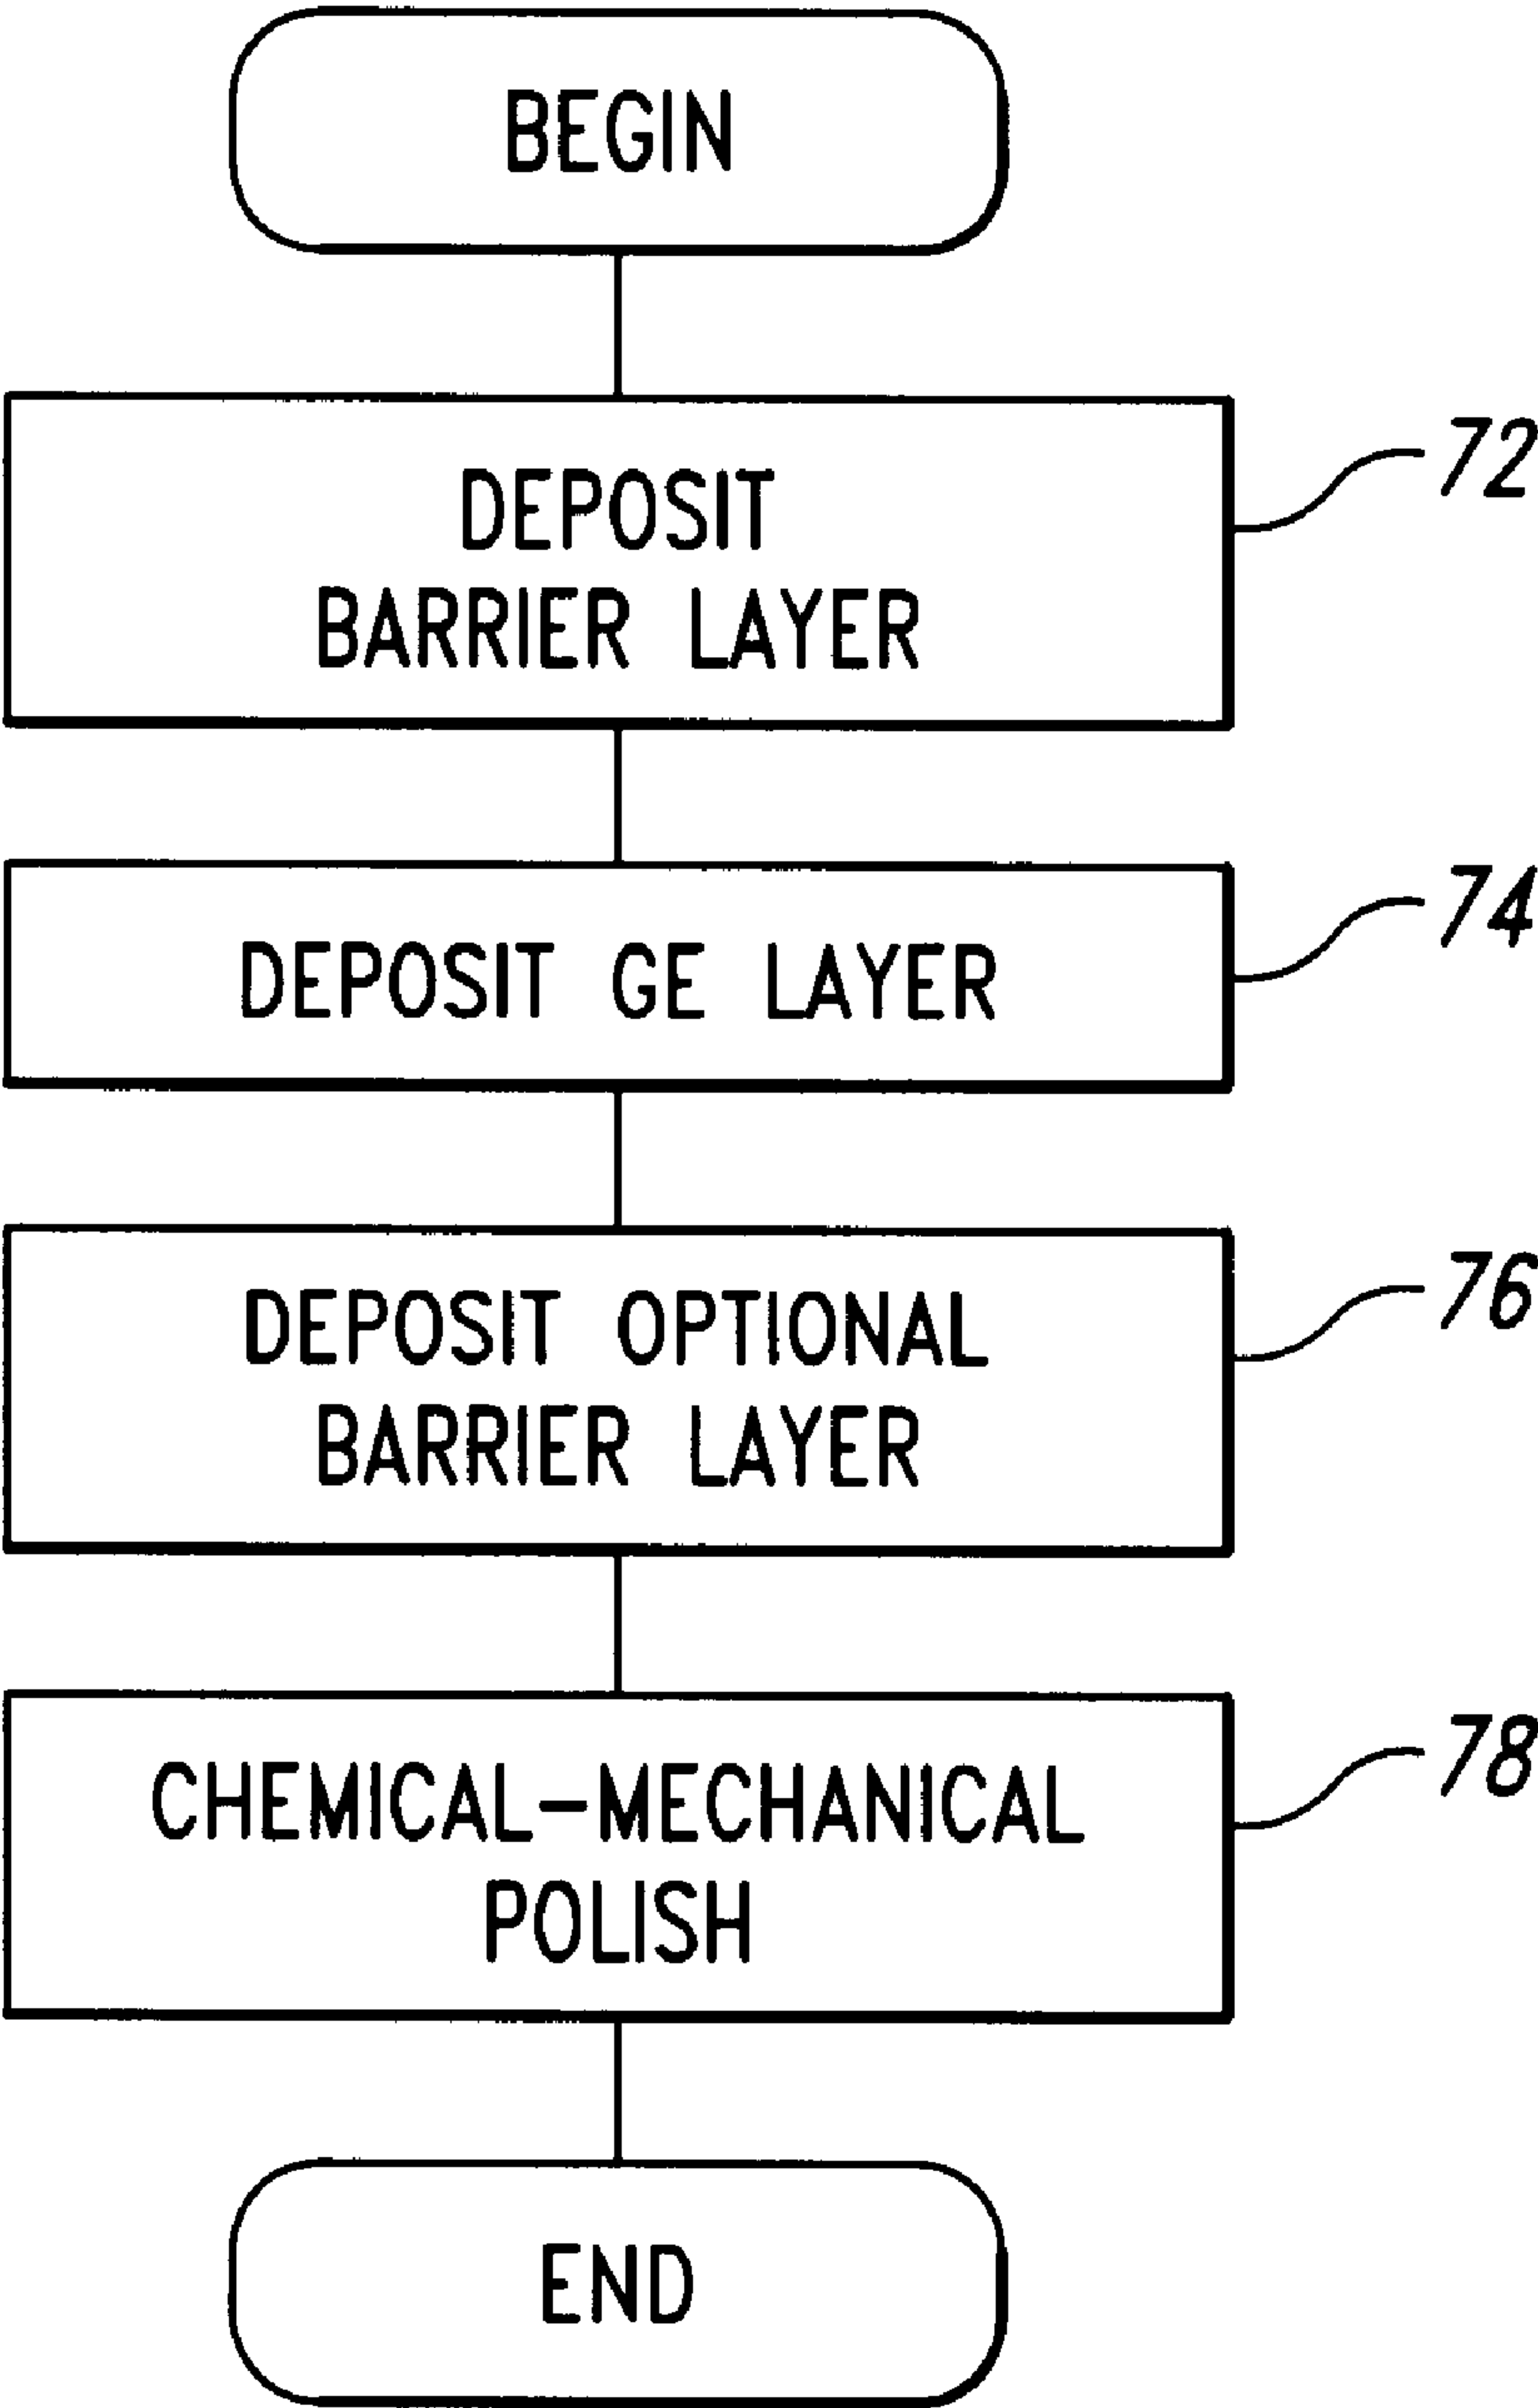 BEGIN
DEPOSIT
BARRIER LAYER
72
DEPOSIT GE LAYER
74
DEPOSIT OPTIONAL
BARRIER LAYER
76
CHEMICAL-MECHANICAL
POLISH
78
END